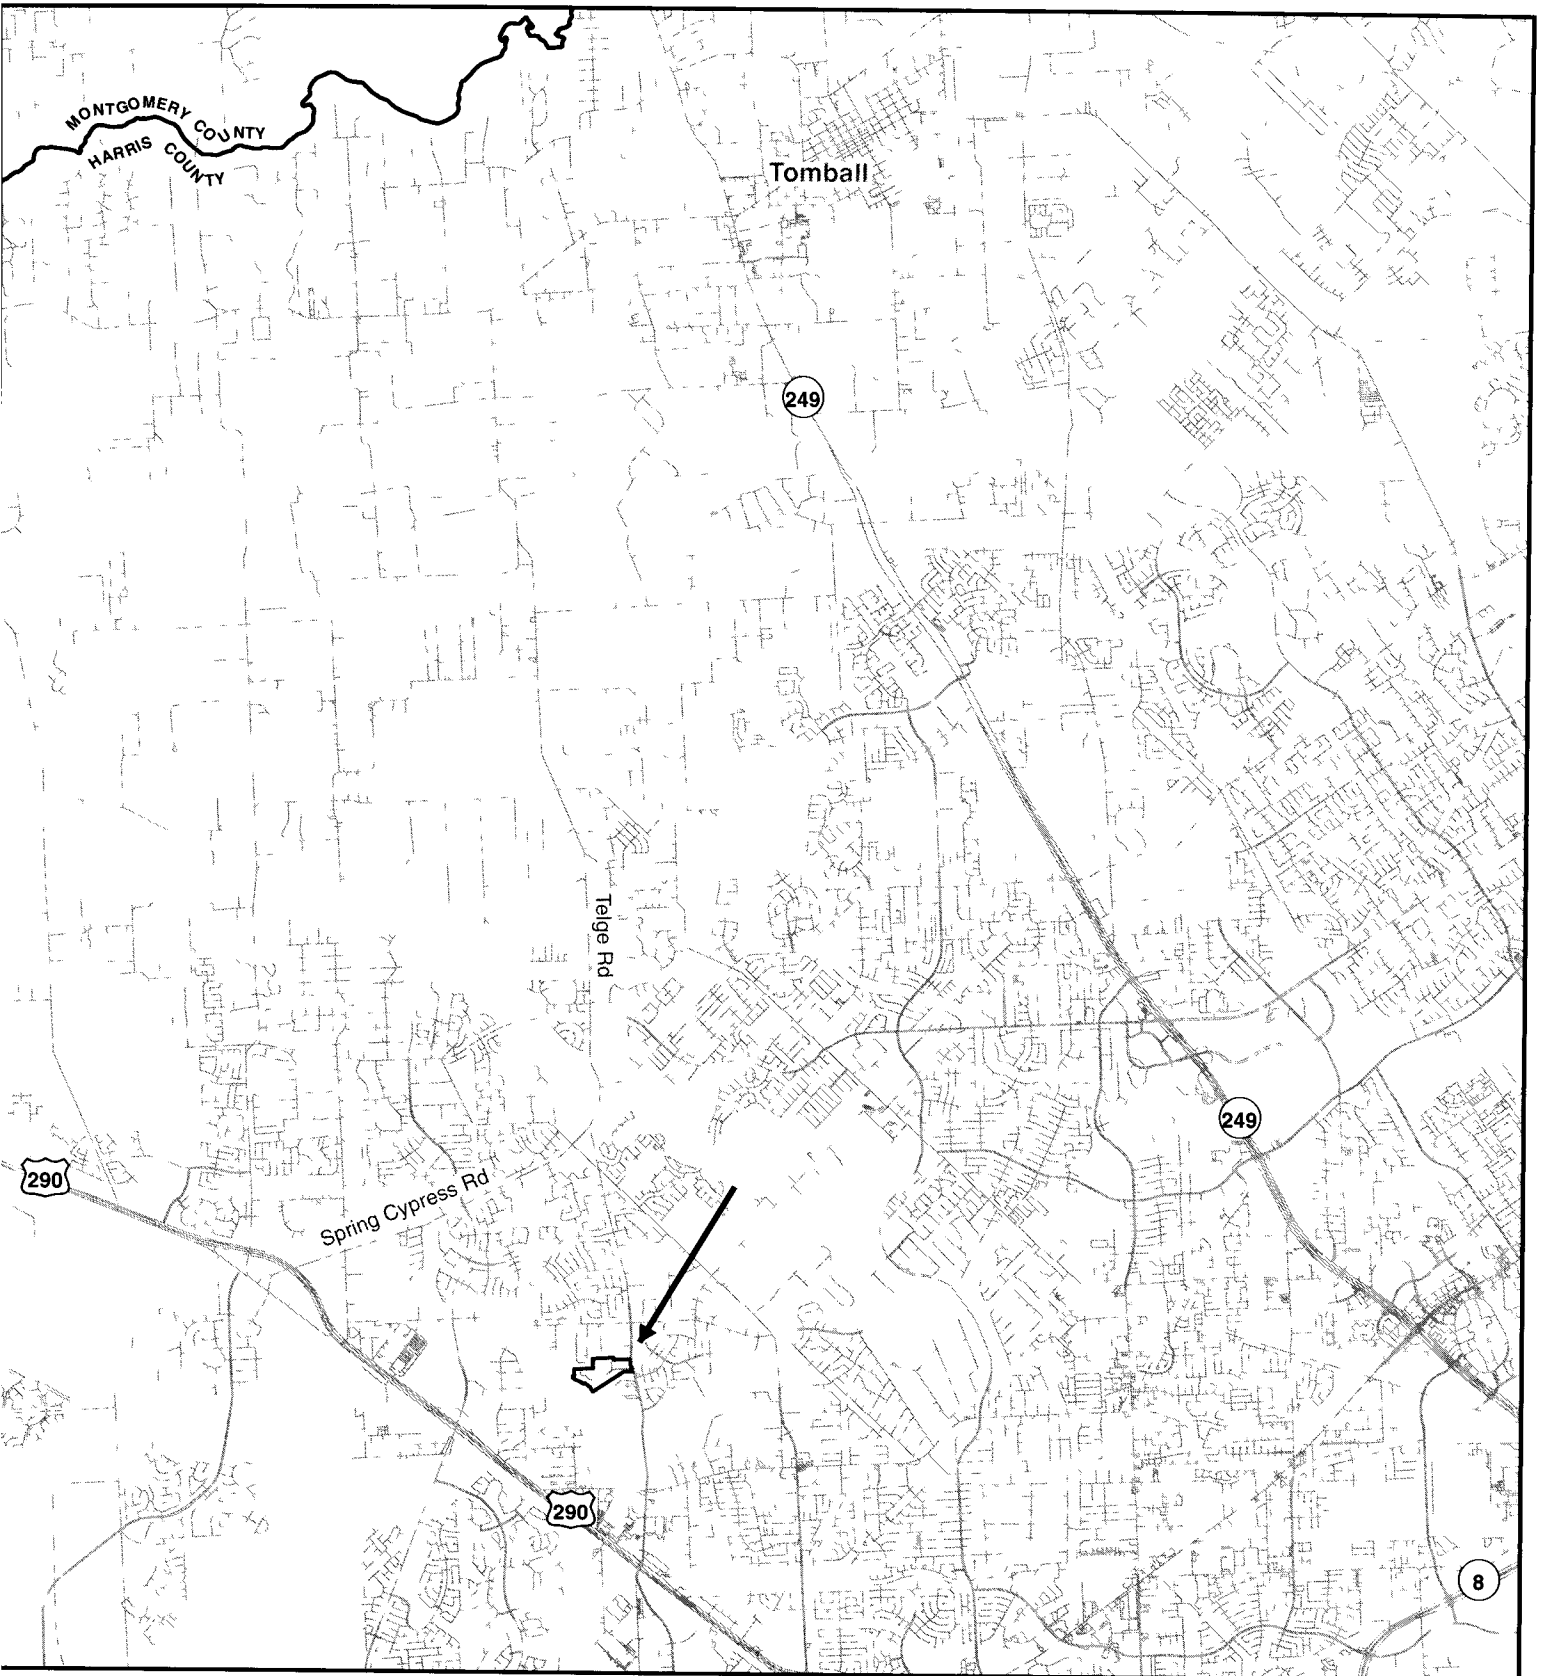 MONTGOMERY COUNTY
HARRIS COUNTY
Tomball
249
Telge Rd
249
290
Spring Cypress Rd
290
8